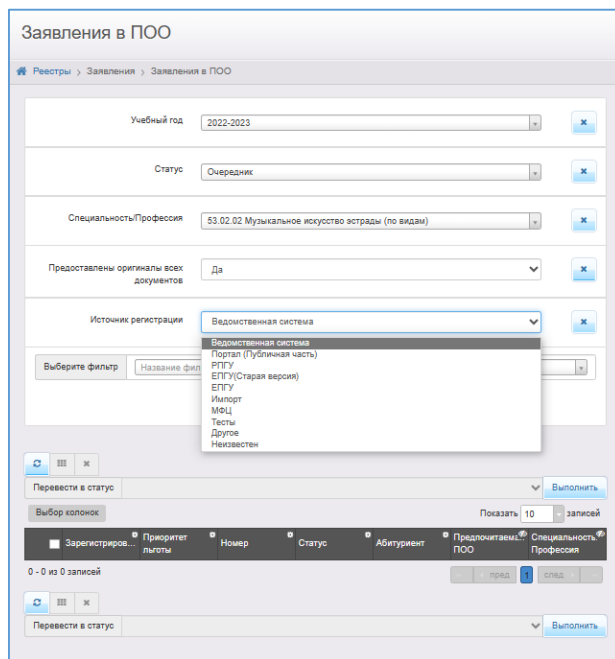 Заявления в ПОО
Реестры > Заявления > Заявления в ПОО
Учебный год 2022-2023
Статус Очередник
Специальность/Профессия 53.02.02 Музыкальное искусство эстрады (по видам)
Предоставлены оригиналы всех Да
документов
Источник регистрации Ведомственная система
Ведомственная система
Портал (Публичная часть)
РПГУ
ЕПГУ(Старая версия)
ЕПГУ
Импорт
МФЦ
Тесты
Другое
Неизвестен
Выберите фильтр Название фил
Перевести в статус Выполнить
Выбор колонок Показать 10 записей
Зарегистриров... Приоритет Номер Статус Абитуриент Предпочитаемы... Специальность.
льготы ПОО Профессия
0 - 0 из 0 записей ‹ пред 1 след ›
Перевести в статус Выполнить